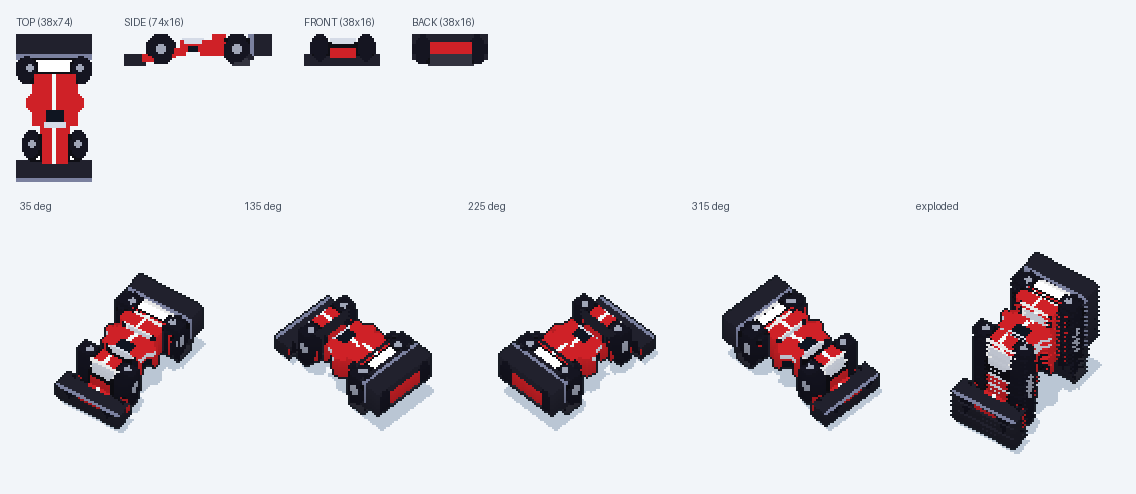 TOP (38x74)
SIDE (74x16)
FRONT (38x16)
BACK (38x16)
35 deg
135 deg
225 deg
315 deg
exploded